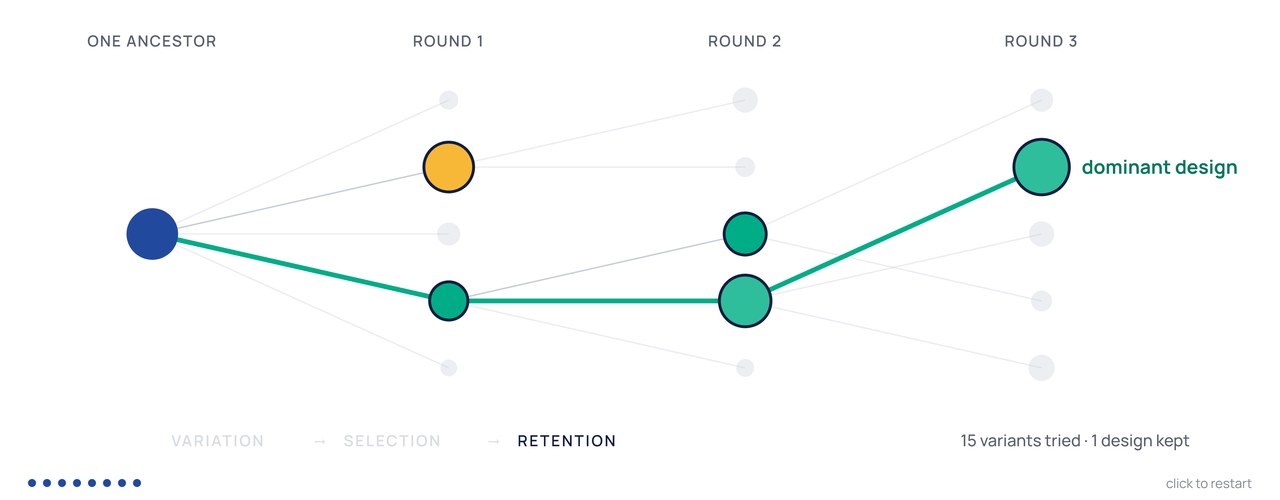 ONE ANCESTOR
ROUND 1
ROUND 2
ROUND 3
dominant design
VARIATION → SELECTION → RETENTION
15 variants tried · 1 design kept
click to restart